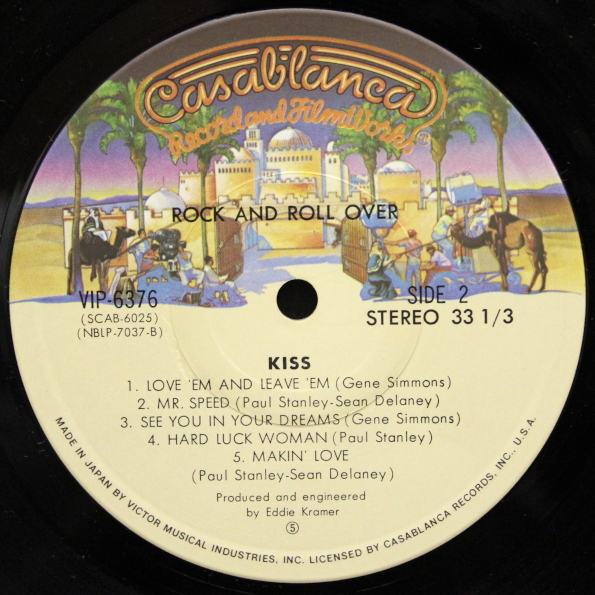 Casablanca
Record and FilmWorks
ROCK AND ROLL OVER
VIP-6376
(SCAB-6025)
(NBLP-7037-B)
SIDE 2
STEREO 33 1/3
KISS
1. LOVE 'EM AND LEAVE 'EM (Gene Simmons)
2. MR. SPEED (Paul Stanley-Sean Delaney)
3. SEE YOU IN YOUR DREAMS (Gene Simmons)
4. HARD LUCK WOMAN (Paul Stanley)
5. MAKIN' LOVE
(Paul Stanley-Sean Delaney)
Produced and engineered
by Eddie Kramer
⑤
MADE IN JAPAN BY VICTOR MUSICAL INDUSTRIES, INC. LICENSED BY CASABLANCA RECORDS, INC., U.S.A.